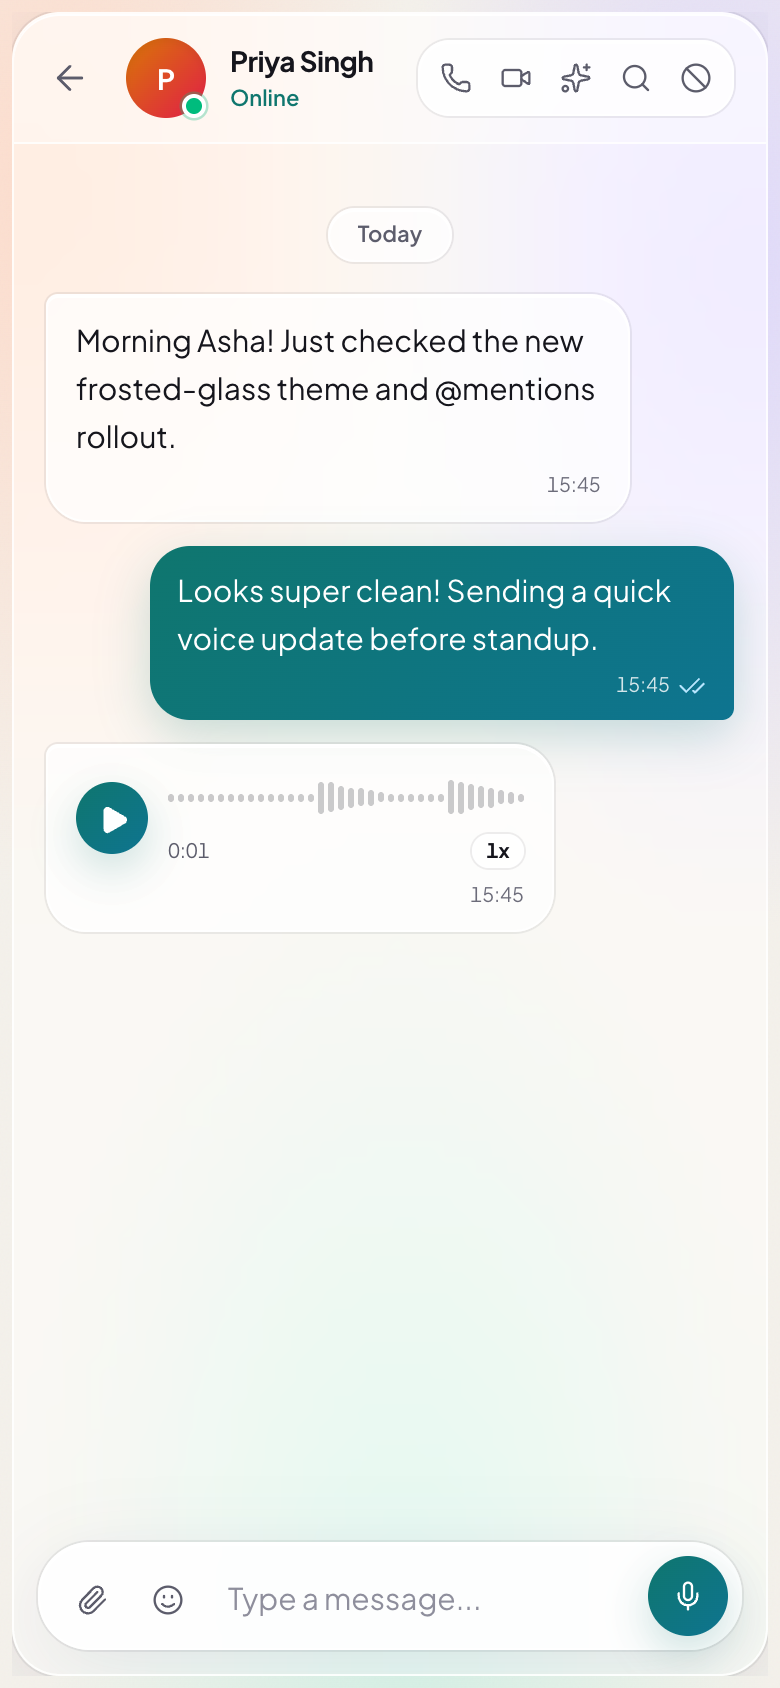 P
Priya Singh
Online
Today
Morning Asha! Just checked the new
frosted-glass theme and @mentions
rollout.
15:45
Looks super clean! Sending a quick
voice update before standup.
15:45
0:01
1x
15:45
Type a message...